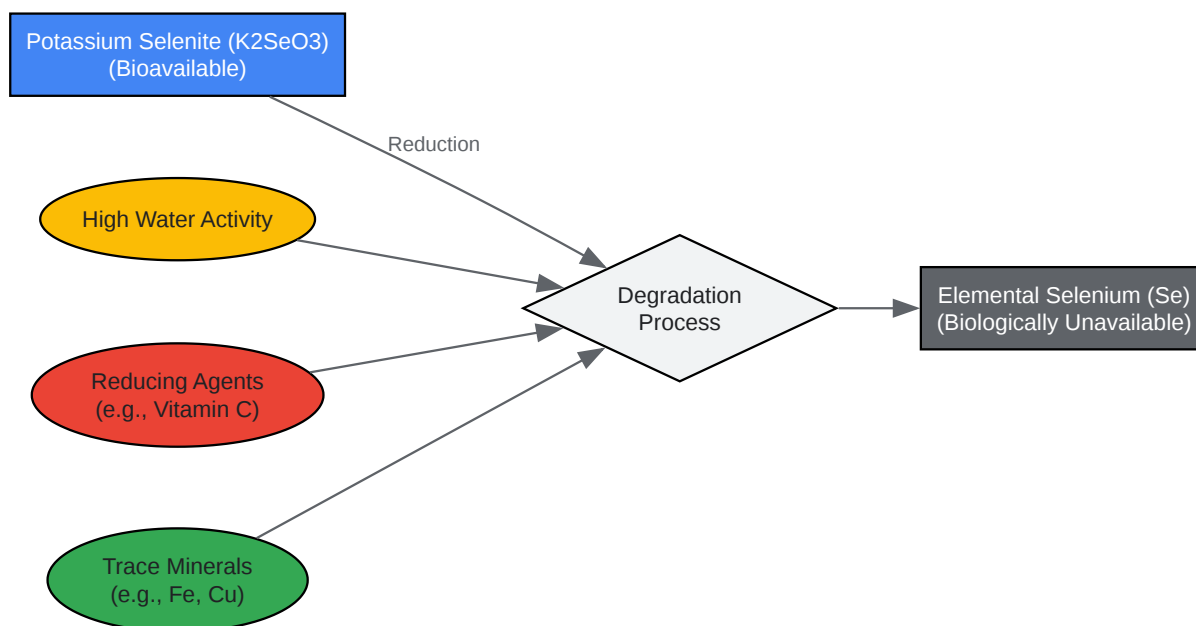 Potassium Selenite (K2SeO3)
(Bioavailable)
Reduction
High Water Activity
Degradation
Process
Elemental Selenium (Se)
(Biologically Unavailable)
Reducing Agents
(e.g., Vitamin C)
Trace Minerals
(e.g., Fe, Cu)